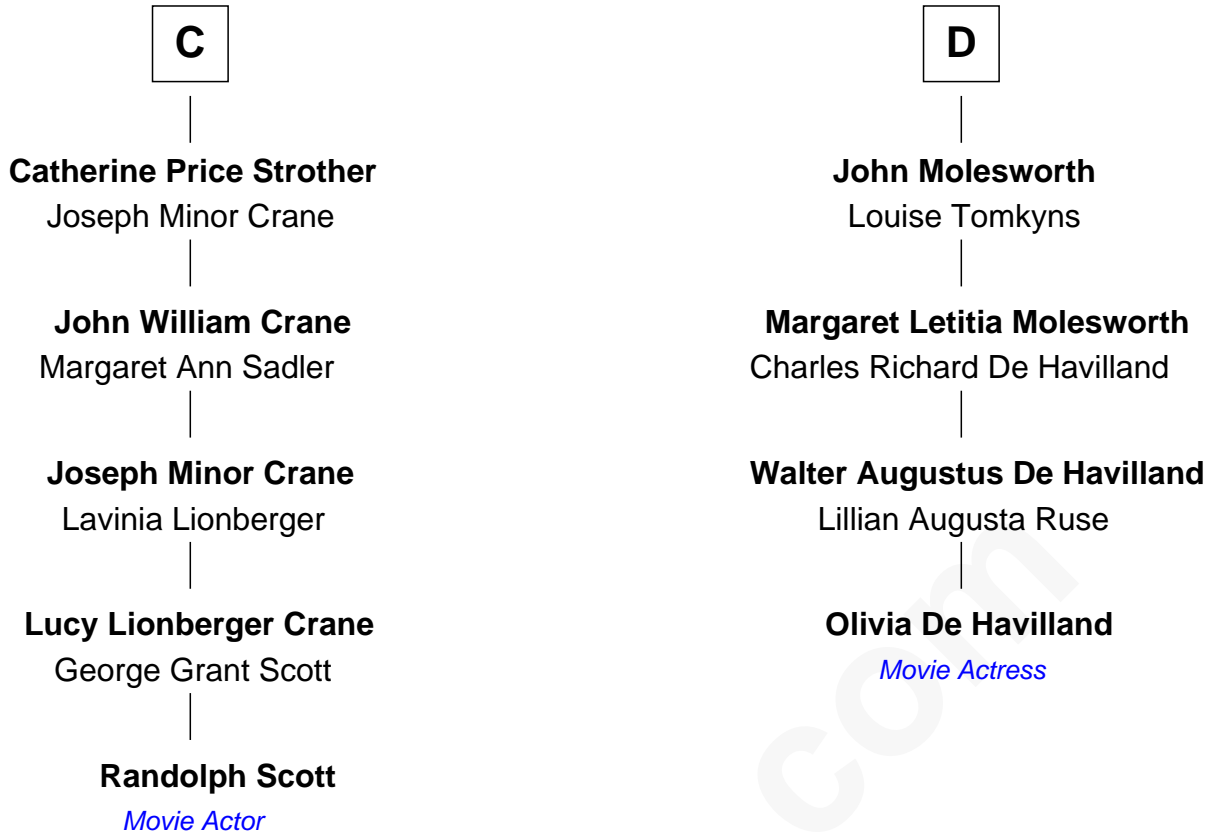 C
Catherine Price Strother
Joseph Minor Crane
John William Crane
Margaret Ann Sadler
Joseph Minor Crane
Lavinia Lionberger
Lucy Lionberger Crane
George Grant Scott
Randolph Scott
Movie Actor
D
John Molesworth
Louise Tomkyns
Margaret Letitia Molesworth
Charles Richard De Havilland
Walter Augustus De Havilland
Lillian Augusta Ruse
Olivia De Havilland
Movie Actress
com